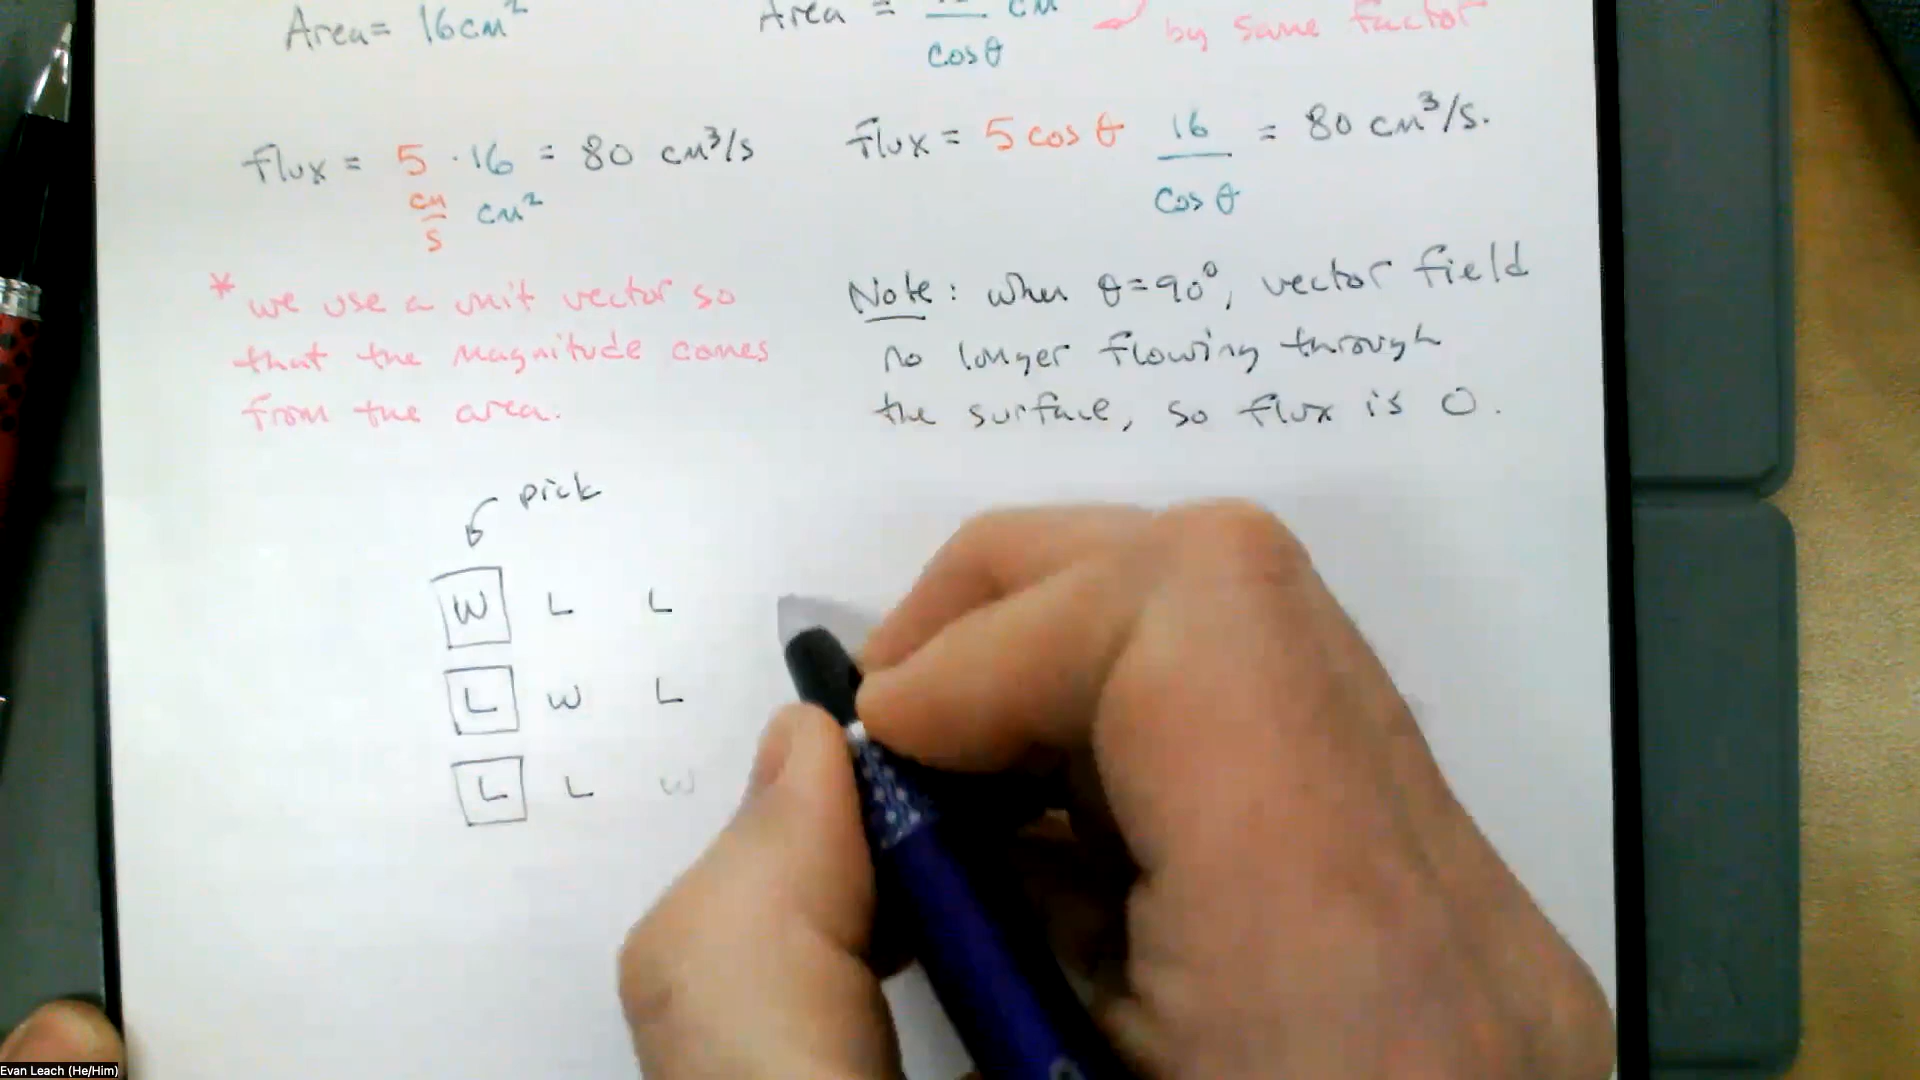 Area = 16cm²
Area = cm
cos θ
by same factor
flux = 5 · 16 = 80 cm³/s
cm/s cm²
flux = 5 cos θ 16/cos θ = 80 cm³/s.
* we use a unit vector so
that the magnitude comes
from the area.
Note: when θ=90°, vector field
no longer flowing through
the surface, so flux is 0.
pick
W L L
L W L
L L W
Evan Leach (He/Him)